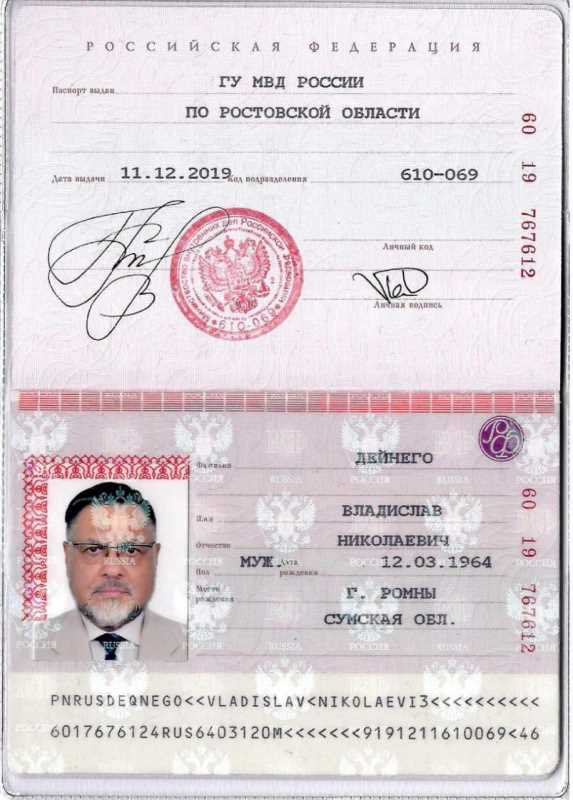 РОССИЙСКАЯ ФЕДЕРАЦИЯ
Паспорт выдан ГУ МВД РОССИИ
ПО РОСТОВСКОЙ ОБЛАСТИ
Дата выдачи 11.12.2019 Код подразделения 610-069
60 19 767612
Личный код
Личная подпись
Фамилия ДЕЙНЕГО
Имя ВЛАДИСЛАВ
Отчество НИКОЛАЕВИЧ
Пол МУЖ. Дата рождения 12.03.1964
Место рождения Г. РОМНЫ
СУМСКАЯ ОБЛ.
60 19 767612
PNRUSDEQNEGO<<VLADISLAV<NIKOLAEVI3<<<<<<<<<<
6017676124RUS6403120M<<<<<<<9191211610069<46